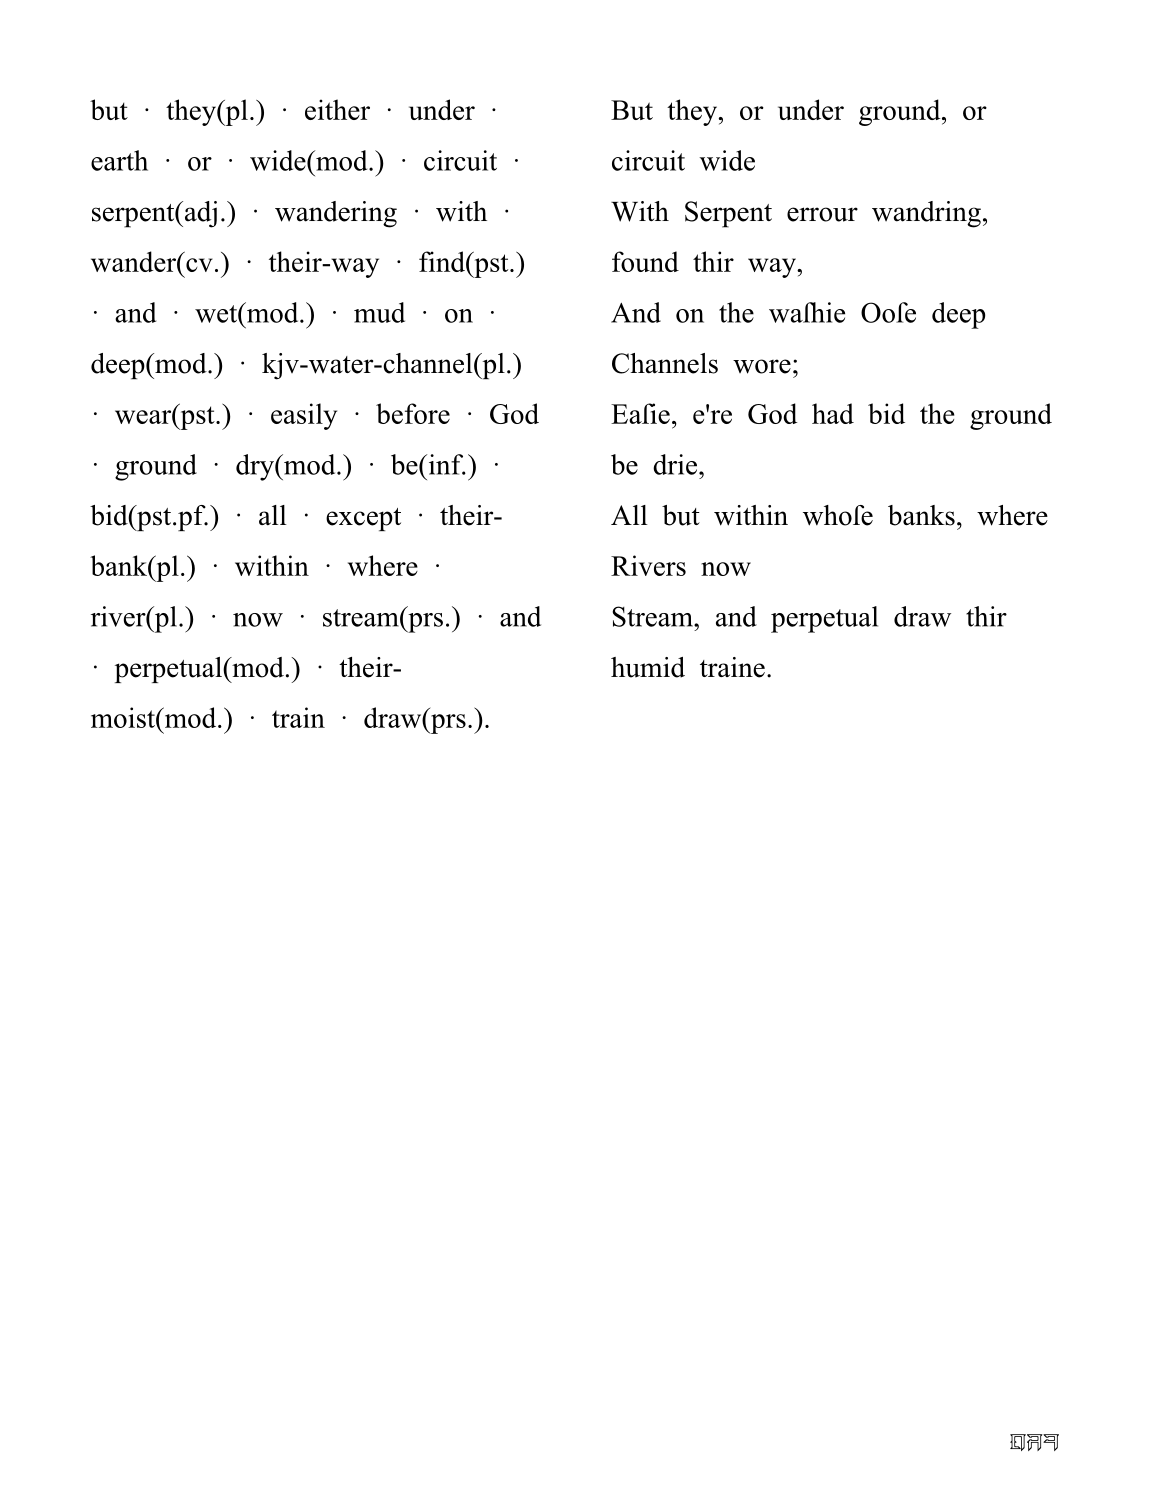 but · they(pl.) · either · under ·
earth · or · wide(mod.) · circuit ·
serpent(adj.) · wandering · with ·
wander(cv.) · their-way · find(pst.)
· and · wet(mod.) · mud · on ·
deep(mod.) · kjv-water-channel(pl.)
· wear(pst.) · easily · before · God
· ground · dry(mod.) · be(inf.) ·
bid(pst.pf.) · all · except · their-
bank(pl.) · within · where ·
river(pl.) · now · stream(prs.) · and
· perpetual(mod.) · their-
moist(mod.) · train · draw(prs.).
But they, or under ground, or
circuit wide
With Serpent errour wandring,
found thir way,
And on the waſhie Ooſe deep
Channels wore;
Eaſie, e're God had bid the ground
be drie,
All but within whoſe banks, where
Rivers now
Stream, and perpetual draw thir
humid traine.